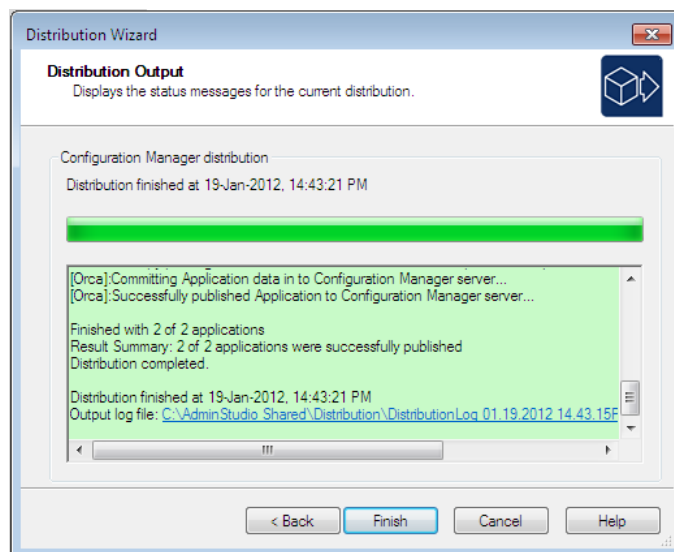 Distribution Wizard
Distribution Output
Displays the status messages for the current distribution.
Configuration Manager distribution
Distribution finished at 19-Jan-2012, 14:43:21 PM
[Orca]:Committing Application data in to Configuration Manager server...
[Orca]:Successfully published Application to Configuration Manager server...
Finished with 2 of 2 applications
Result Summary: 2 of 2 applications were successfully published
Distribution completed.
Distribution finished at 19-Jan-2012, 14:43:21 PM
Output log file: C:\AdminStudio Shared\Distribution\DistributionLog 01.19.2012 14.43.15P
< Back
Finish
Cancel
Help